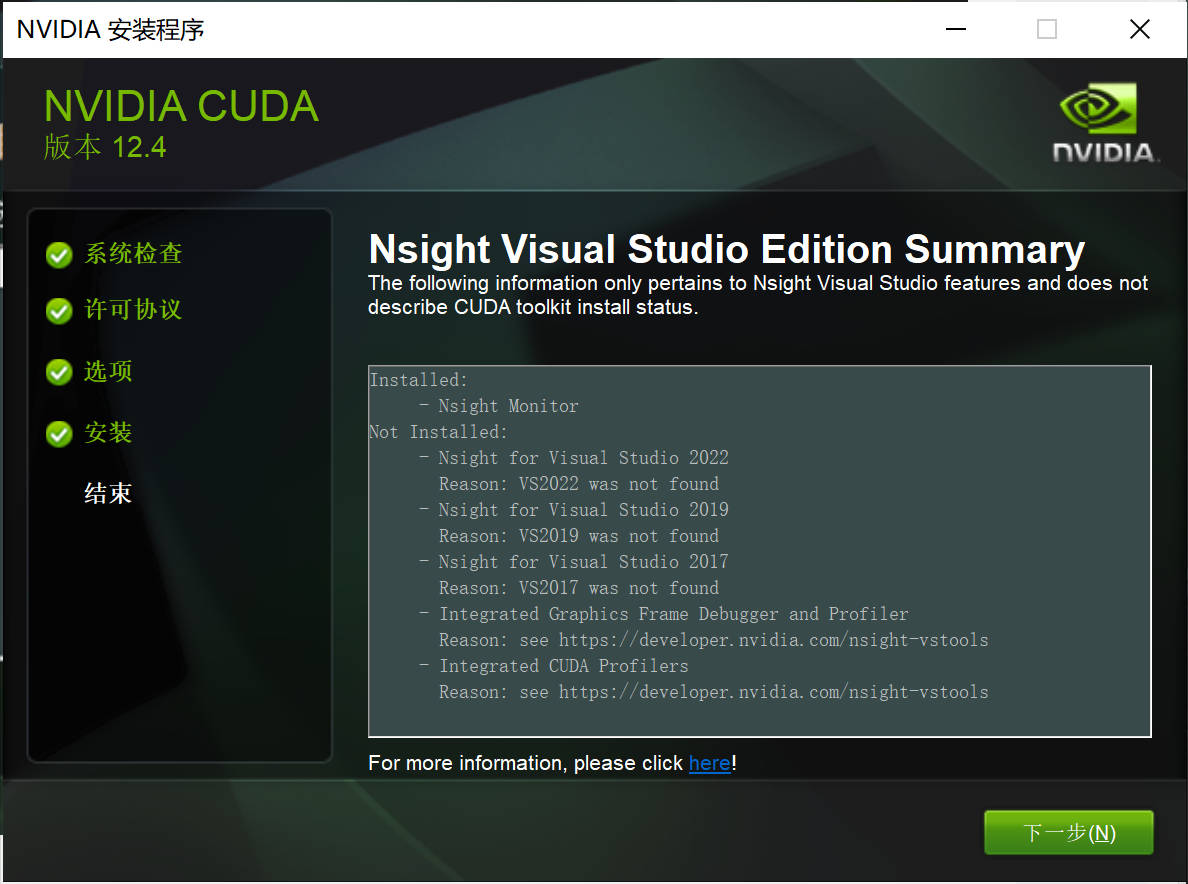 NVIDIA 安装程序
NVIDIA CUDA
版本 12.4
NVIDIA.
系统检查
许可协议
选项
安装
结束
Nsight Visual Studio Edition Summary
The following information only pertains to Nsight Visual Studio features and does not
describe CUDA toolkit install status.
Installed:
- Nsight Monitor
Not Installed:
- Nsight for Visual Studio 2022
Reason: VS2022 was not found
- Nsight for Visual Studio 2019
Reason: VS2019 was not found
- Nsight for Visual Studio 2017
Reason: VS2017 was not found
- Integrated Graphics Frame Debugger and Profiler
Reason: see https://developer.nvidia.com/nsight-vstools
- Integrated CUDA Profilers
Reason: see https://developer.nvidia.com/nsight-vstools
For more information, please click here!
下一步(N)